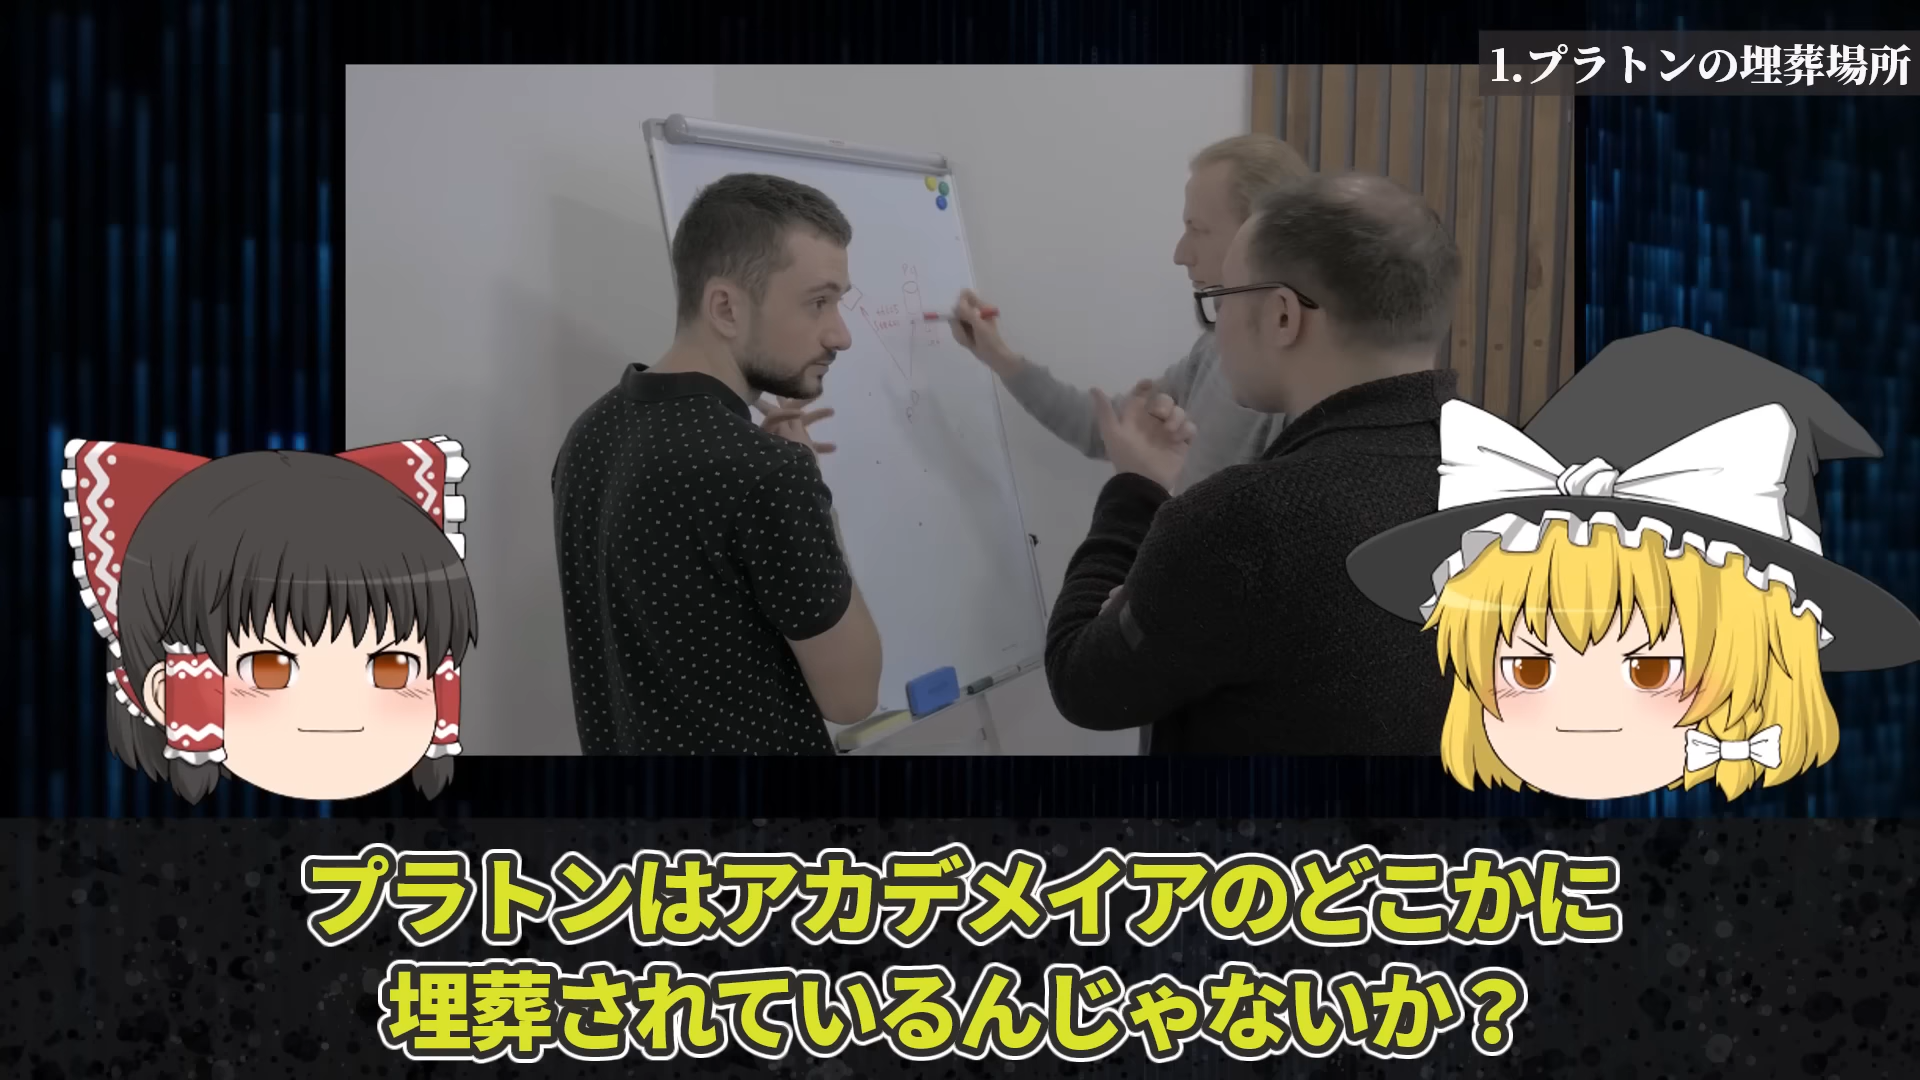 1.プラトンの埋葬場所
プラトンはアカデメイアのどこかに
埋葬されているんじゃないか？